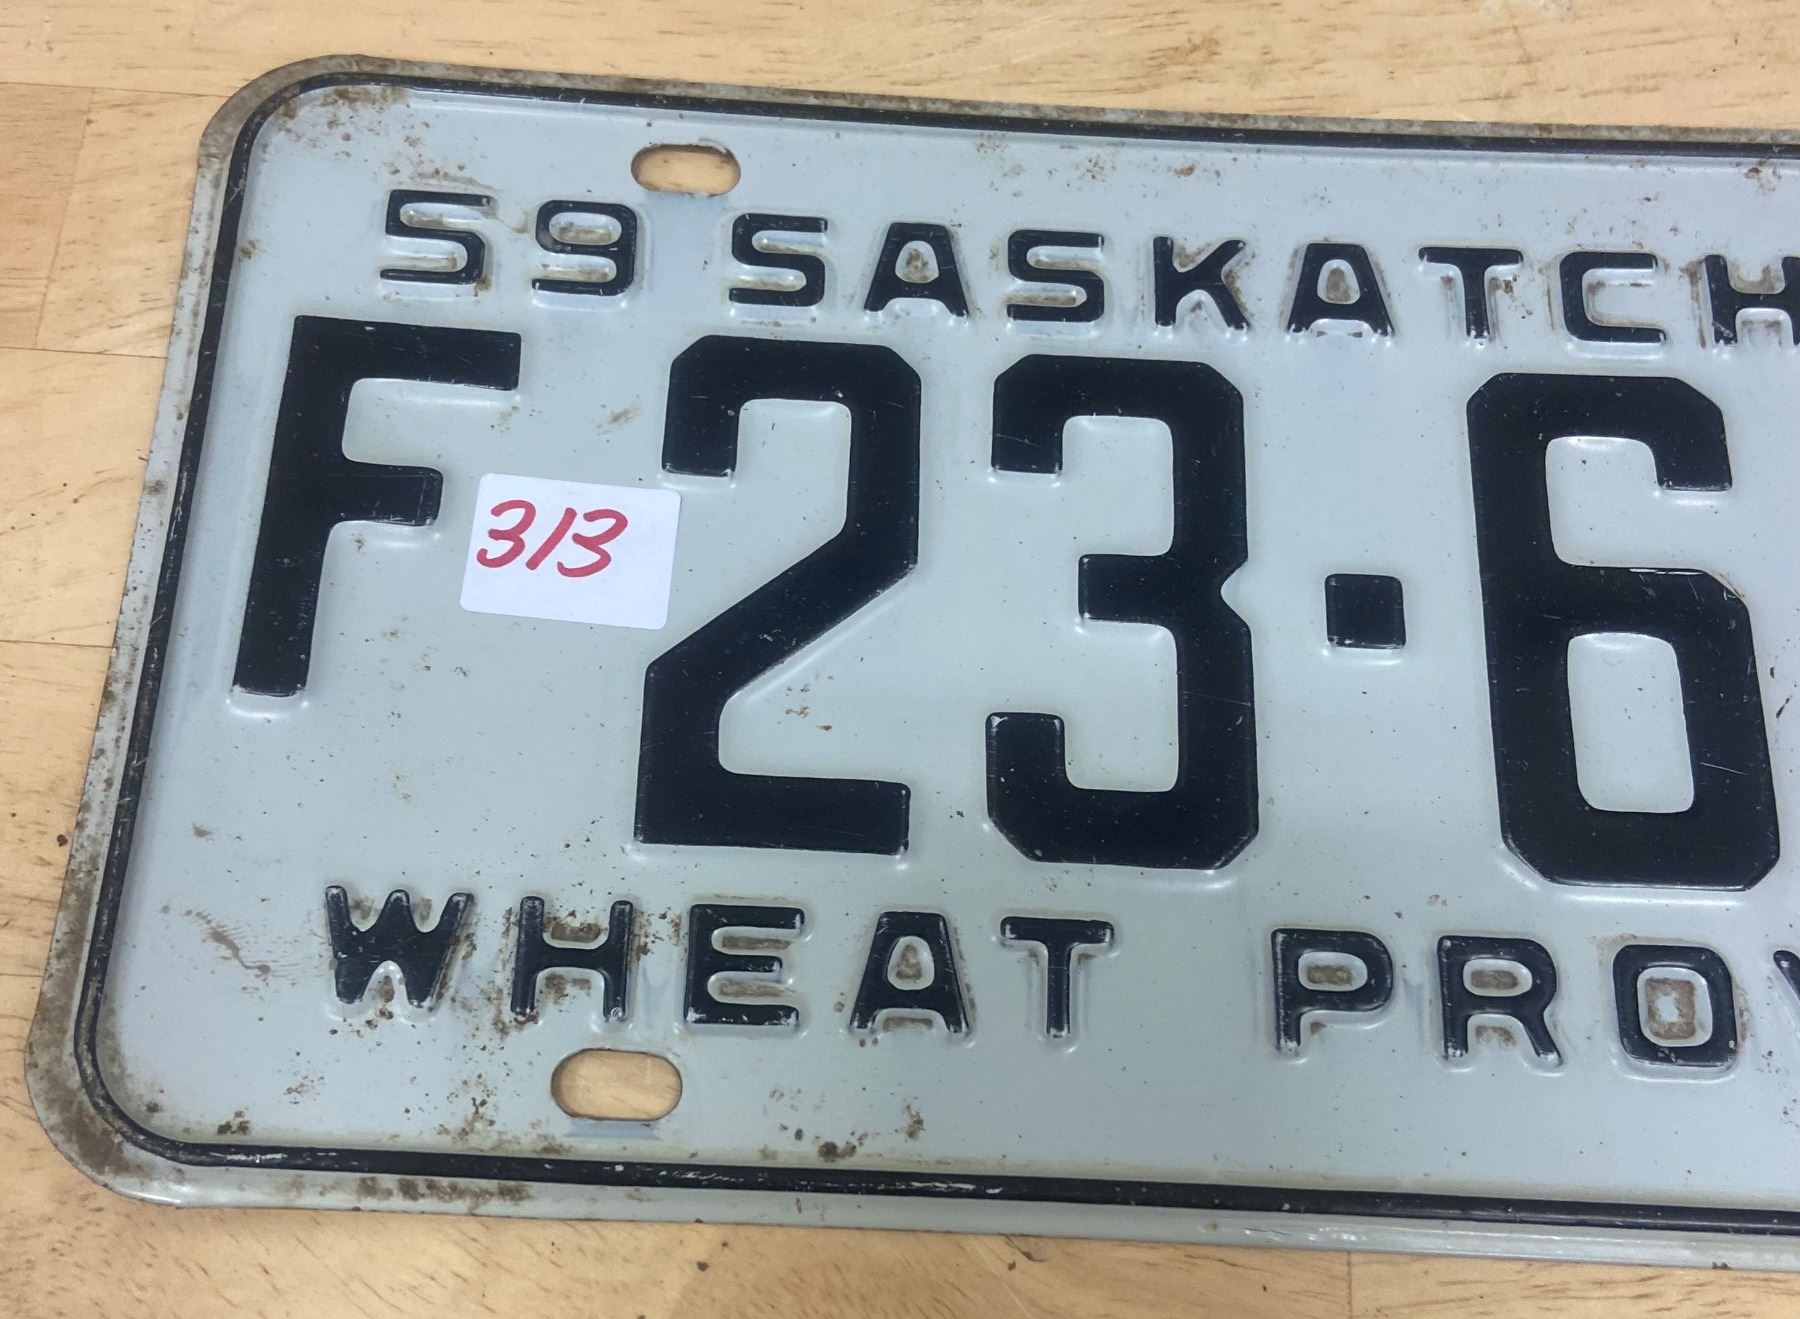 59 SASKATCH
F 23·6
313
WHEAT PROV